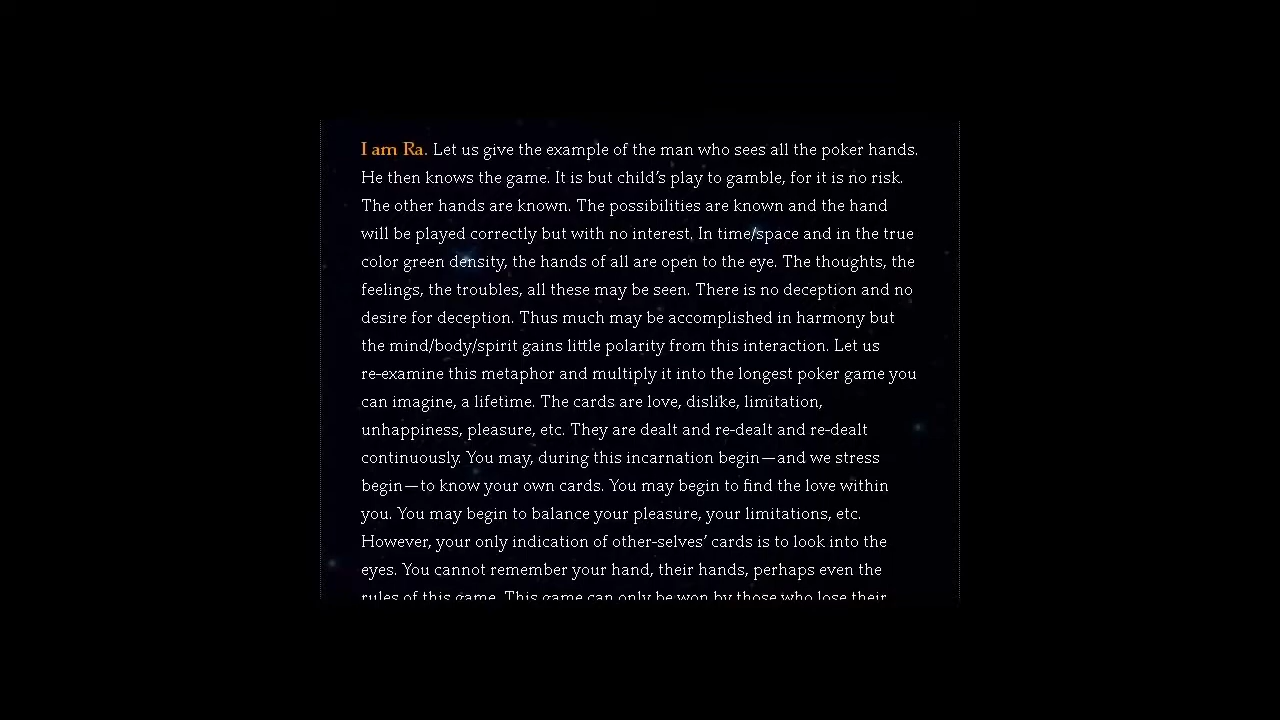 I am Ra. Let us give the example of the man who sees all the poker hands.
He then knows the game. It is but child’s play to gamble, for it is no risk.
The other hands are known. The possibilities are known and the hand
will be played correctly but with no interest. In time/space and in the true
color green density, the hands of all are open to the eye. The thoughts, the
feelings, the troubles, all these may be seen. There is no deception and no
desire for deception. Thus much may be accomplished in harmony but
the mind/body/spirit gains little polarity from this interaction. Let us
re-examine this metaphor and multiply it into the longest poker game you
can imagine, a lifetime. The cards are love, dislike, limitation,
unhappiness, pleasure, etc. They are dealt and re-dealt and re-dealt
continuously. You may, during this incarnation begin—and we stress
begin—to know your own cards. You may begin to find the love within
you. You may begin to balance your pleasure, your limitations, etc.
However, your only indication of other-selves’ cards is to look into the
eyes. You cannot remember your hand, their hands, perhaps even the
rules of this game. This game can only be won by those who lose their